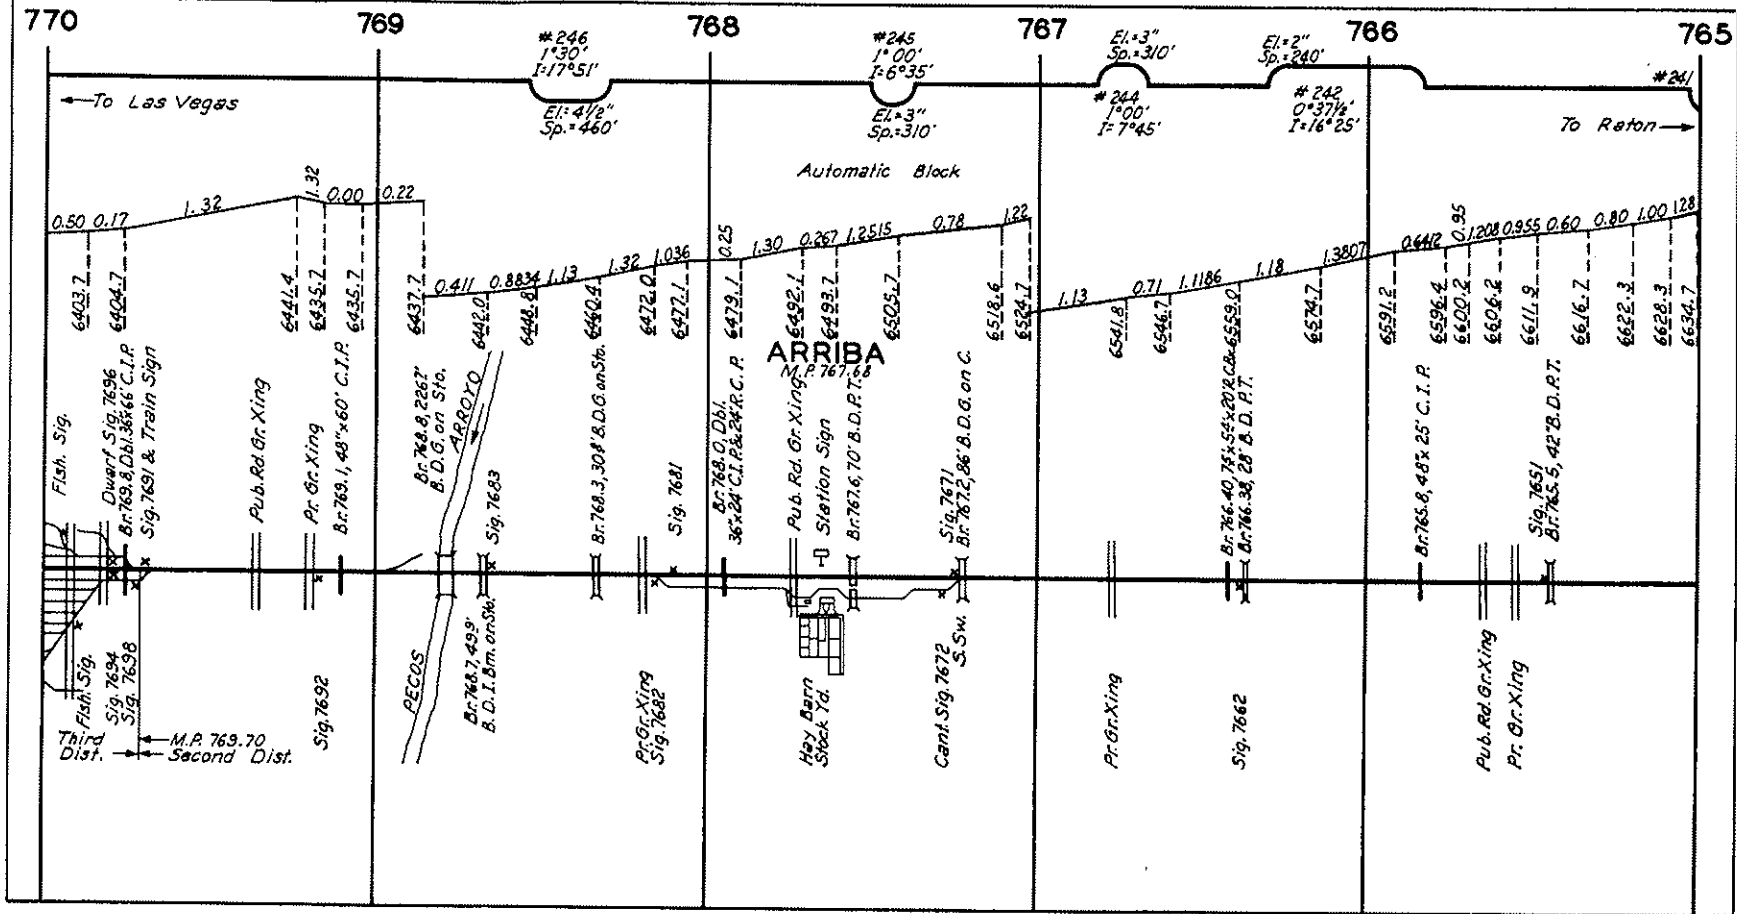 770
769
768
767
766
765
#246
1°30'
I=17°51'
El.=4½"
Sp.=460'
#245
1°00'
I=6°35'
El.=3"
Sp.=310'
El.=3"
Sp.=310'
#244
1°00'
I=7°45'
El.=2"
Sp.=240'
#242
0°37½'
I=16°25'
#241
←To Las Vegas
To Raton→
Automatic Block
0.50 0.17 1.32 1.32 0.00 0.22
0.411 0.8834 1.13 1.32 1.036 0.25 1.30 0.267 1.2515 0.78 1.22
1.13 0.71 1.1186 1.18 1.3807 0.6412 0.95 1.208 0.955 0.60 0.80 1.00 1.28
6403.7
6404.7
6441.4
6435.7
6435.7
6437.7
6442.0
6448.8
6460.4
6472.0
6477.1
6479.1
6492.1
6493.7
6505.7
6518.6
6524.7
6541.8
6546.7
6559.0
6574.7
6591.2
6596.4
6600.2
6606.2
6611.9
6616.7
6622.3
6628.3
6634.7
ARRIBA
M.P. 767.68
Flsh. Sig.
Dwarf Sig. 7696
Br. 769.8, Dbl. 36"x66' C.I.P.
Sig. 7691 & Train Sign
Pub. Rd. Gr. Xing
Pr. Gr. Xing
Br. 769.1, 48"x60' C.I.P.
Br. 768.8, 226.7'
B.D.G. on Sto.
ARROYO
Sig. 7683
Br. 768.3, 30.8' B.D.G. on Sto.
Sig. 7681
Br. 768.0, Dbl.
36"x24' C.I.P. & 24' R.C.P.
Pub. Rd. Gr. Xing
Station Sign
Br. 767.6, 70' B.D.P.T.
Sig. 7671
Br. 767.2, 86' B.D.G. on C.
Br. 766.38, 28' B.D.P.T.
Br. 765.8, 48"x25' C.I.P.
Sig. 7651
Br. 765.5, 42' B.D.P.T.
Flsh. Sig.
Sig. 7694
Sig. 7698
Third
Dist.
M.P. 769.70
Second Dist.
Sig. 7692
PECOS
Br. 768.7, 49.9'
B.D.I. Bm. on Sto.
Pr. Gr. Xing
Sig. 7682
Hay Barn
Stock Yd.
Cant. Sig. 7672
S. Sw.
Pr. Gr. Xing
Sig. 7662
Pub. Rd. Gr. Xing
Pr. Gr. Xing